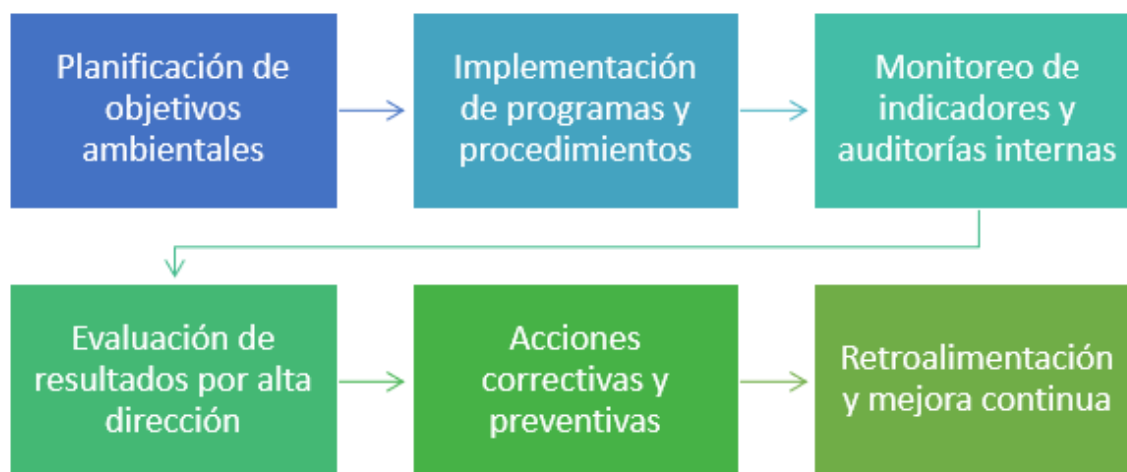 Planificación de
objetivos
ambientales
Implementación
de programas y
procedimientos
Monitoreo de
indicadores y
auditorías internas
Evaluación de
resultados por alta
dirección
Acciones
correctivas y
preventivas
Retroalimentación
y mejora continua